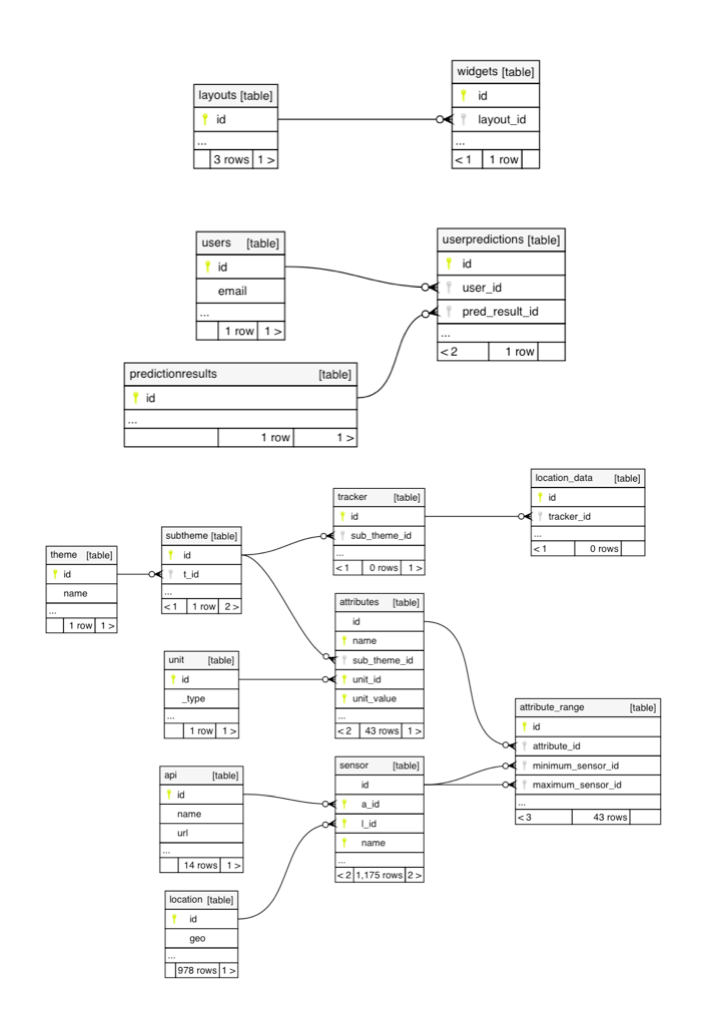 layouts [table]
id
...
3 rows 1 >
widgets [table]
id
layout_id
...
< 1 1 row
users [table]
id
email
...
1 row 1 >
userpredictions [table]
id
user_id
pred_result_id
...
< 2 1 row
predictionresults [table]
id
...
1 row 1 >
theme [table]
id
name
...
1 row 1 >
subtheme [table]
id
t_id
...
< 1 1 row 2 >
tracker [table]
id
sub_theme_id
...
< 1 0 rows 1 >
location_data [table]
id
tracker_id
...
< 1 0 rows
attributes [table]
id
name
sub_theme_id
unit_id
unit_value
...
< 2 43 rows 1 >
unit [table]
id
_type
...
1 row 1 >
attribute_range [table]
id
attribute_id
minimum_sensor_id
maximum_sensor_id
...
< 3 43 rows
api [table]
id
name
url
...
14 rows 1 >
sensor [table]
id
a_id
l_id
name
...
< 2 1,175 rows 2 >
location [table]
id
geo
...
978 rows 1 >